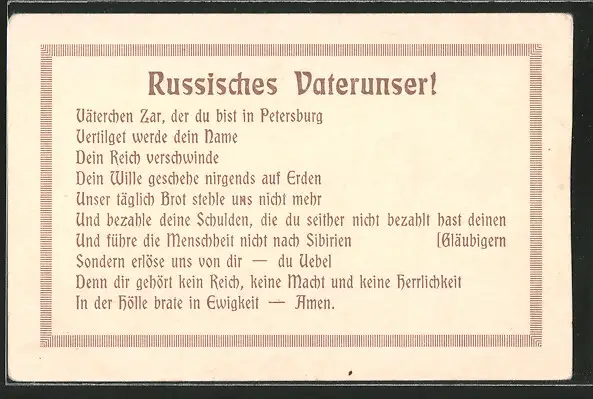 Russisches Vaterunser!
Väterchen Zar, der du bist in Petersburg
Vertilget werde dein Name
Dein Reich verschwinde
Dein Wille geschehe nirgends auf Erden
Unser täglich Brot stehle uns nicht mehr
Und bezahle deine Schulden, die du seither nicht bezahlt hast deinen
Und führe die Menschheit nicht nach Sibirien [Gläubigern
Sondern erlöse uns von dir — du Uebel
Denn dir gehört kein Reich, keine Macht und keine Herrlichkeit
In der Hölle brate in Ewigkeit — Amen.